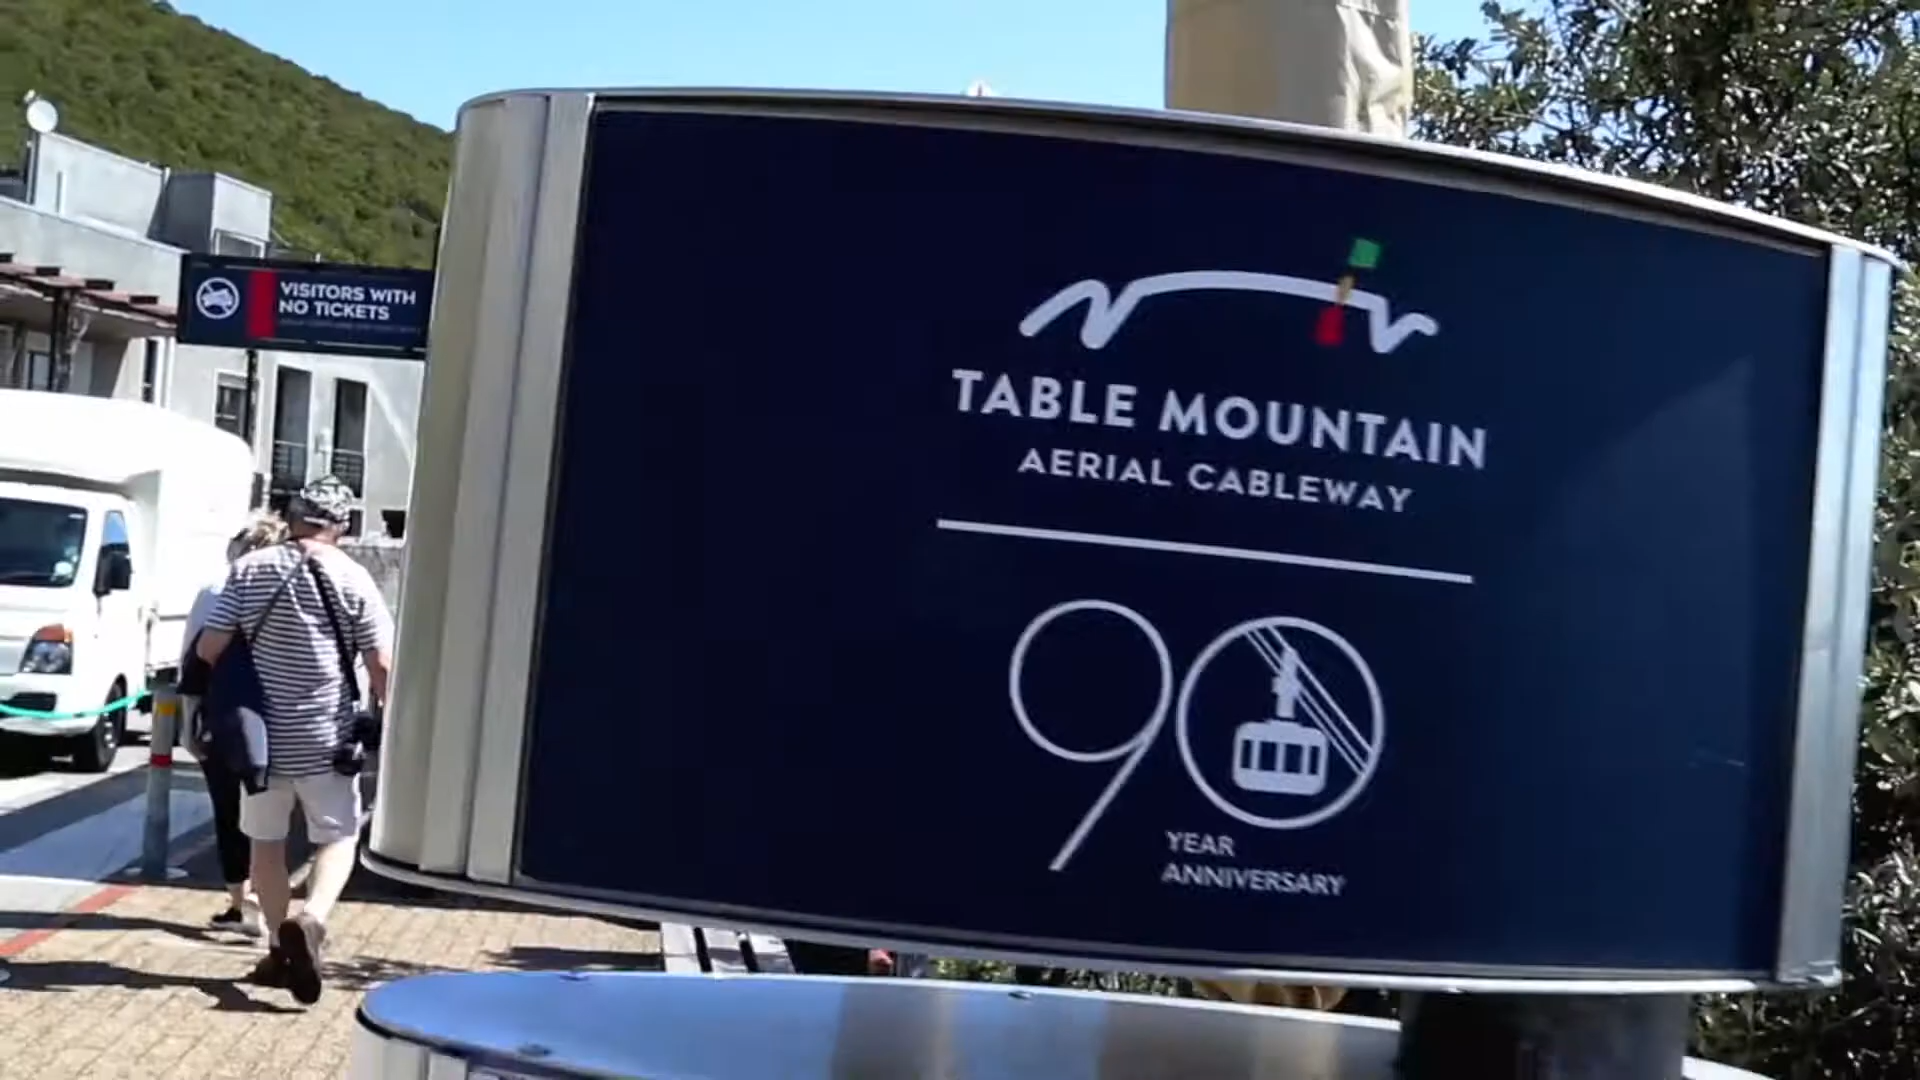 VISITORS WITH
NO TICKETS
TABLE MOUNTAIN
AERIAL CABLEWAY
90
YEAR
ANNIVERSARY